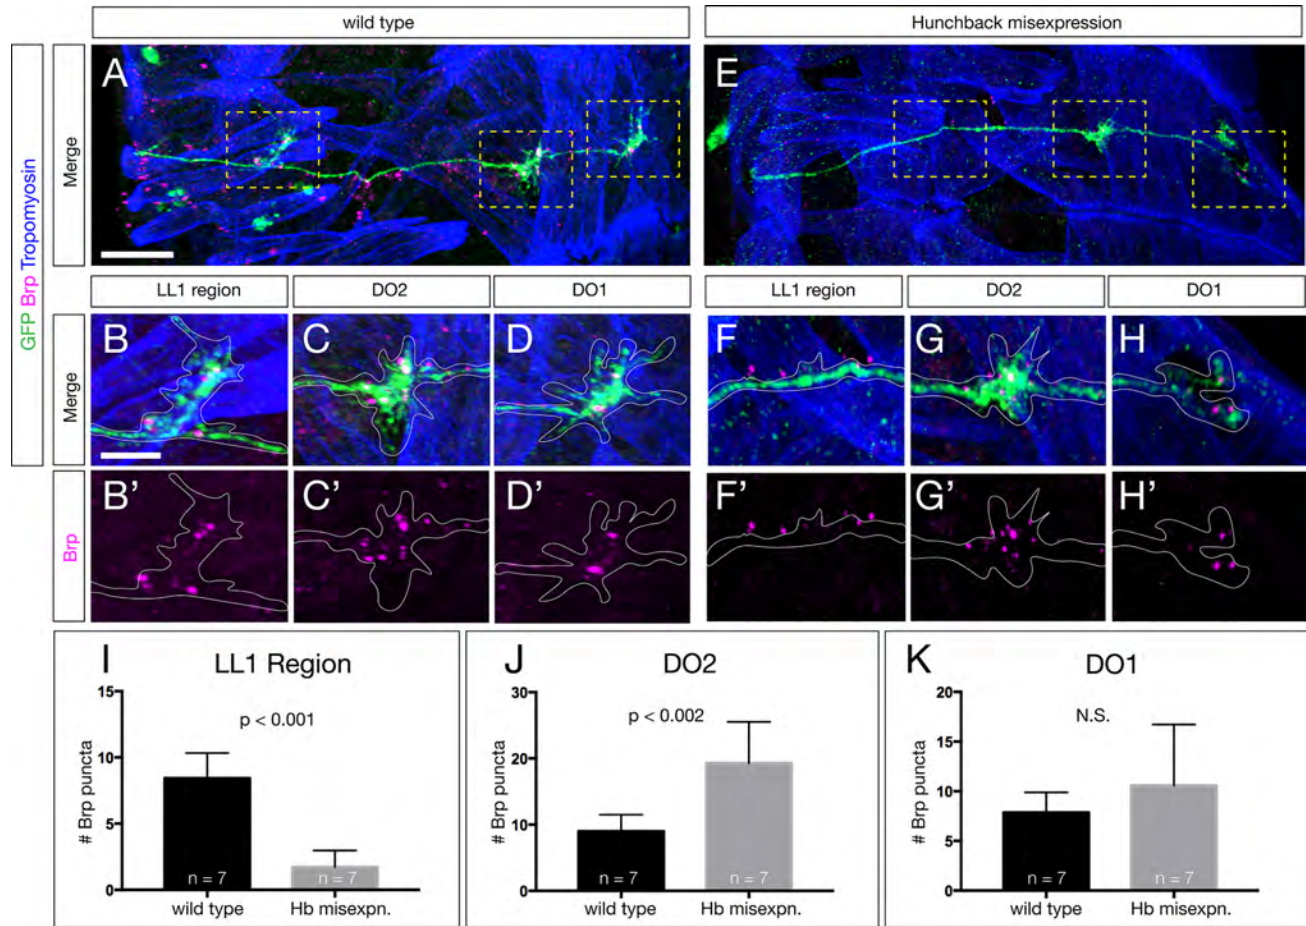 wild type
Hunchback misexpression
GFP Brp Tropomyosin
Merge
A
E
LL1 region
DO2
DO1
LL1 region
DO2
DO1
Merge
B
C
D
F
G
H
Brp
B'
C'
D'
F'
G'
H'
I
LL1 Region
# Brp puncta
15
10
5
0
p < 0.001
n = 7
n = 7
wild type
Hb misexpn.
J
DO2
# Brp puncta
30
20
10
0
p < 0.002
n = 7
n = 7
wild type
Hb misexpn.
K
DO1
# Brp puncta
20
15
10
5
0
N.S.
n = 7
n = 7
wild type
Hb misexpn.